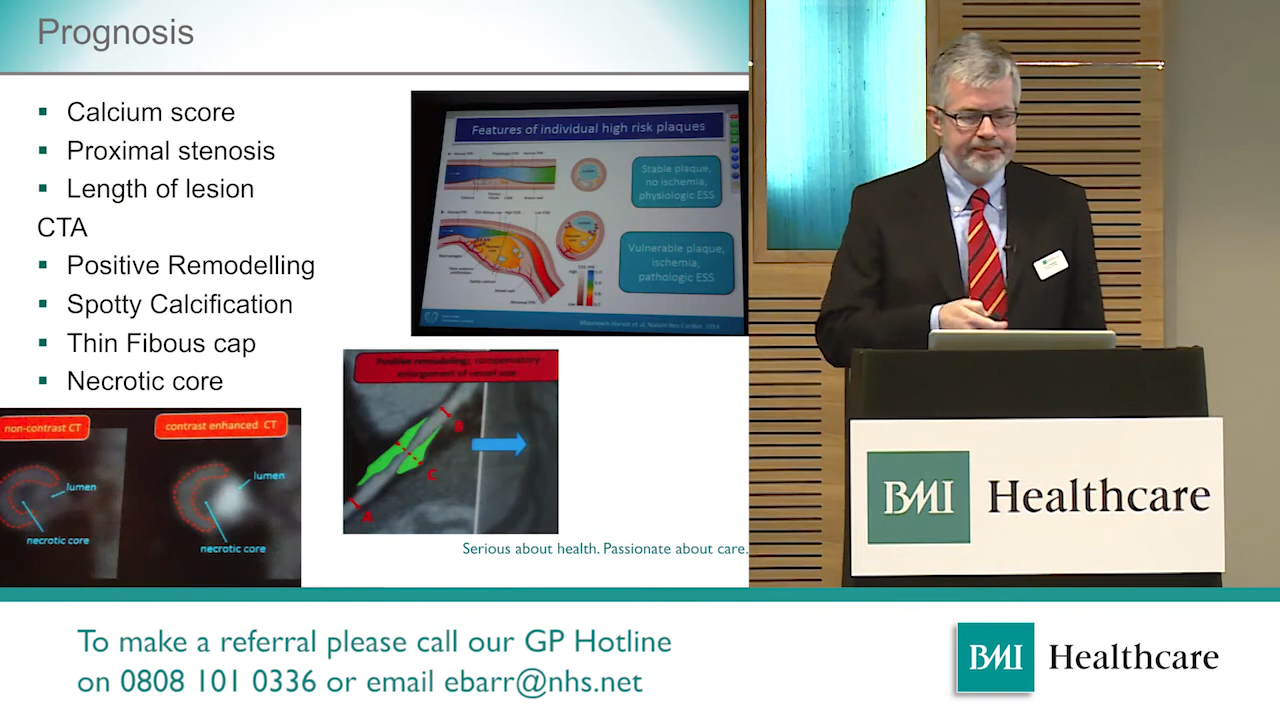 Prognosis
Calcium score
Proximal stenosis
Length of lesion
CTA
Positive Remodelling
Spotty Calcification
Thin Fibous cap
Necrotic core
Features of individual high risk plaques
Stable plaque,
no ischemia,
physiologic ESS
Vulnerable plaque,
ischemia,
pathologic ESS
Positive remodeling: compensatory
enlargement of vessel size
B
C
A
non-contrast CT
lumen
necrotic core
contrast enhanced CT
lumen
necrotic core
Serious about health. Passionate about care.
BMI Healthcare
To make a referral please call our GP Hotline
on 0808 101 0336 or email ebarr@nhs.net
BMI Healthcare